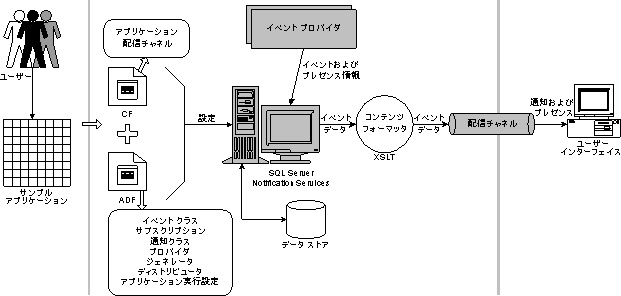 ユーザー
サンプル
アプリケーション
アプリケーション
配信チャネル
CF
ADF
イベントクラス
サブスクリプション
通知クラス
プロバイダ
ジェネレータ
ディストリビュータ
アプリケーション実行設定
設定
イベントプロバイダ
イベントおよび
プレゼンス情報
SQL Server
Notification Services
データストア
イベント
データ
コンテンツ
フォーマッタ
XSLT
イベント
データ
配信チャネル
通知および
プレゼンス
ユーザー
インターフェイス